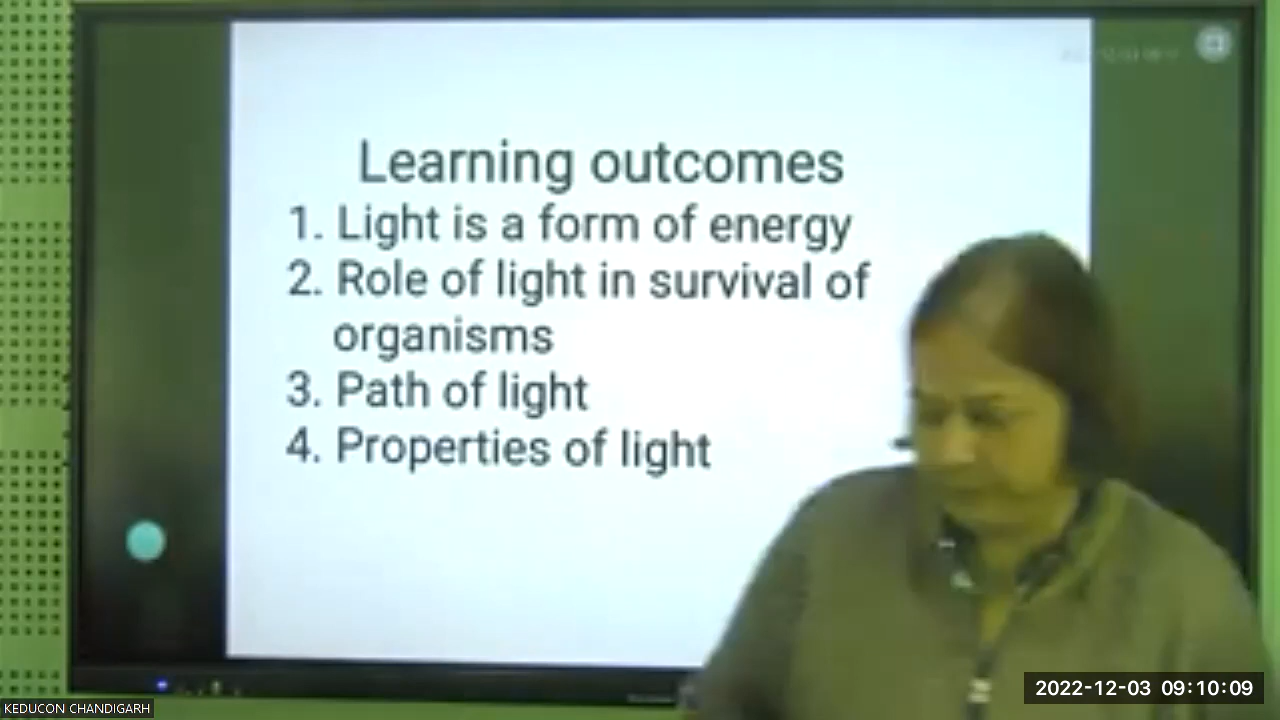 Learning outcomes
1. Light is a form of energy
2. Role of light in survival of
organisms
3. Path of light
4. Properties of light
2022-12-03 09:10:09
KEDUCON CHANDIGARH